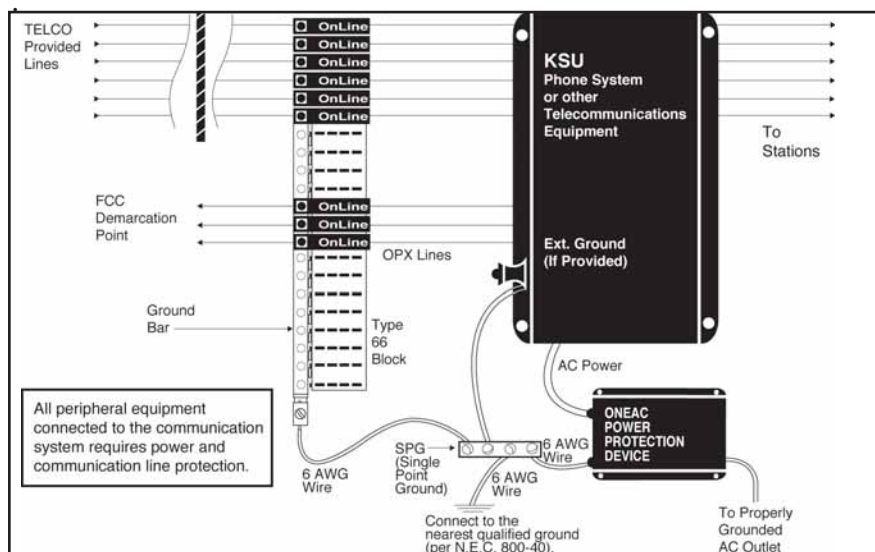 TELCO
Provided
Lines
OnLine
OnLine
OnLine
OnLine
OnLine
OnLine
KSU
Phone System
or other
Telecommunications
Equipment
To
Stations
FCC
Demarcation
Point
OnLine
OnLine
OnLine
OPX Lines
Ext. Ground
(If Provided)
Ground
Bar
Type
66
Block
AC Power
All peripheral equipment
connected to the communication
system requires power and
communication line protection.
ONEAC
POWER
PROTECTION
DEVICE
SPG
(Single
Point
Ground)
6 AWG
Wire
6 AWG
Wire
6 AWG
Wire
Connect to the
nearest qualified ground
(per N.E.C. 800-40).
To Properly
Grounded
AC Outlet